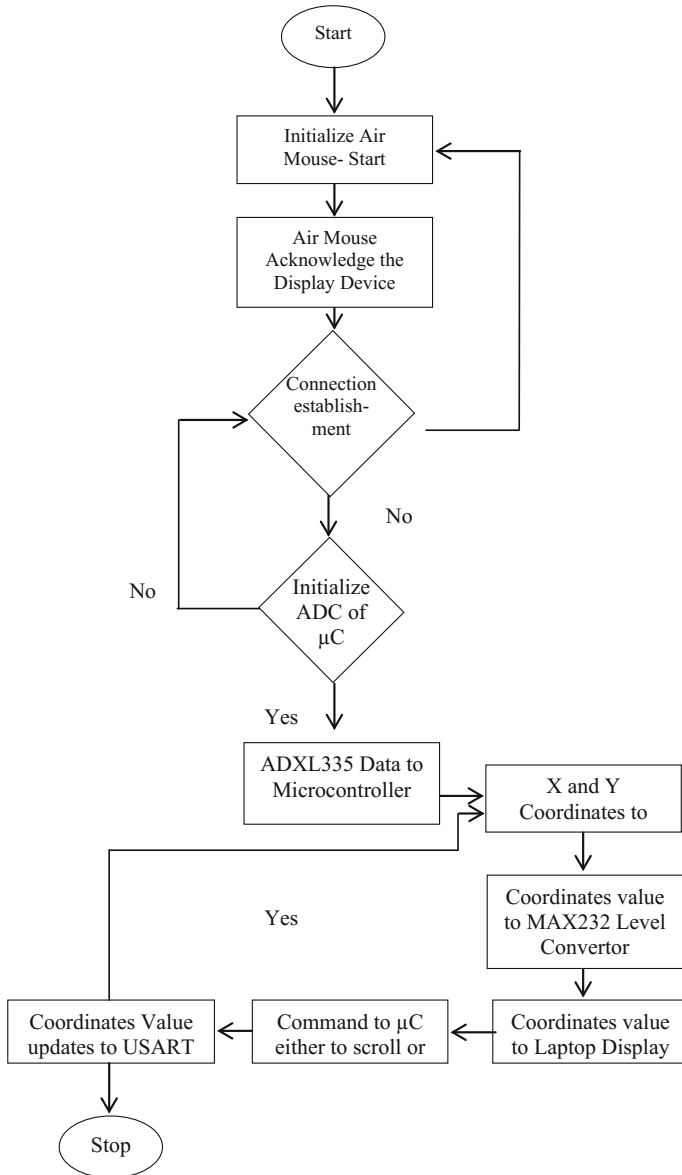 Start
Initialize Air
Mouse- Start
Air Mouse
Acknowledge the
Display Device
Connection
establish-
ment
No
No
Initialize
ADC of
µC
Yes
ADXL335 Data to
Microcontroller
X and Y
Coordinates to
Yes
Coordinates value
to MAX232 Level
Convertor
Coordinates Value
updates to USART
Command to µC
either to scroll or
Coordinates value
to Laptop Display
Stop